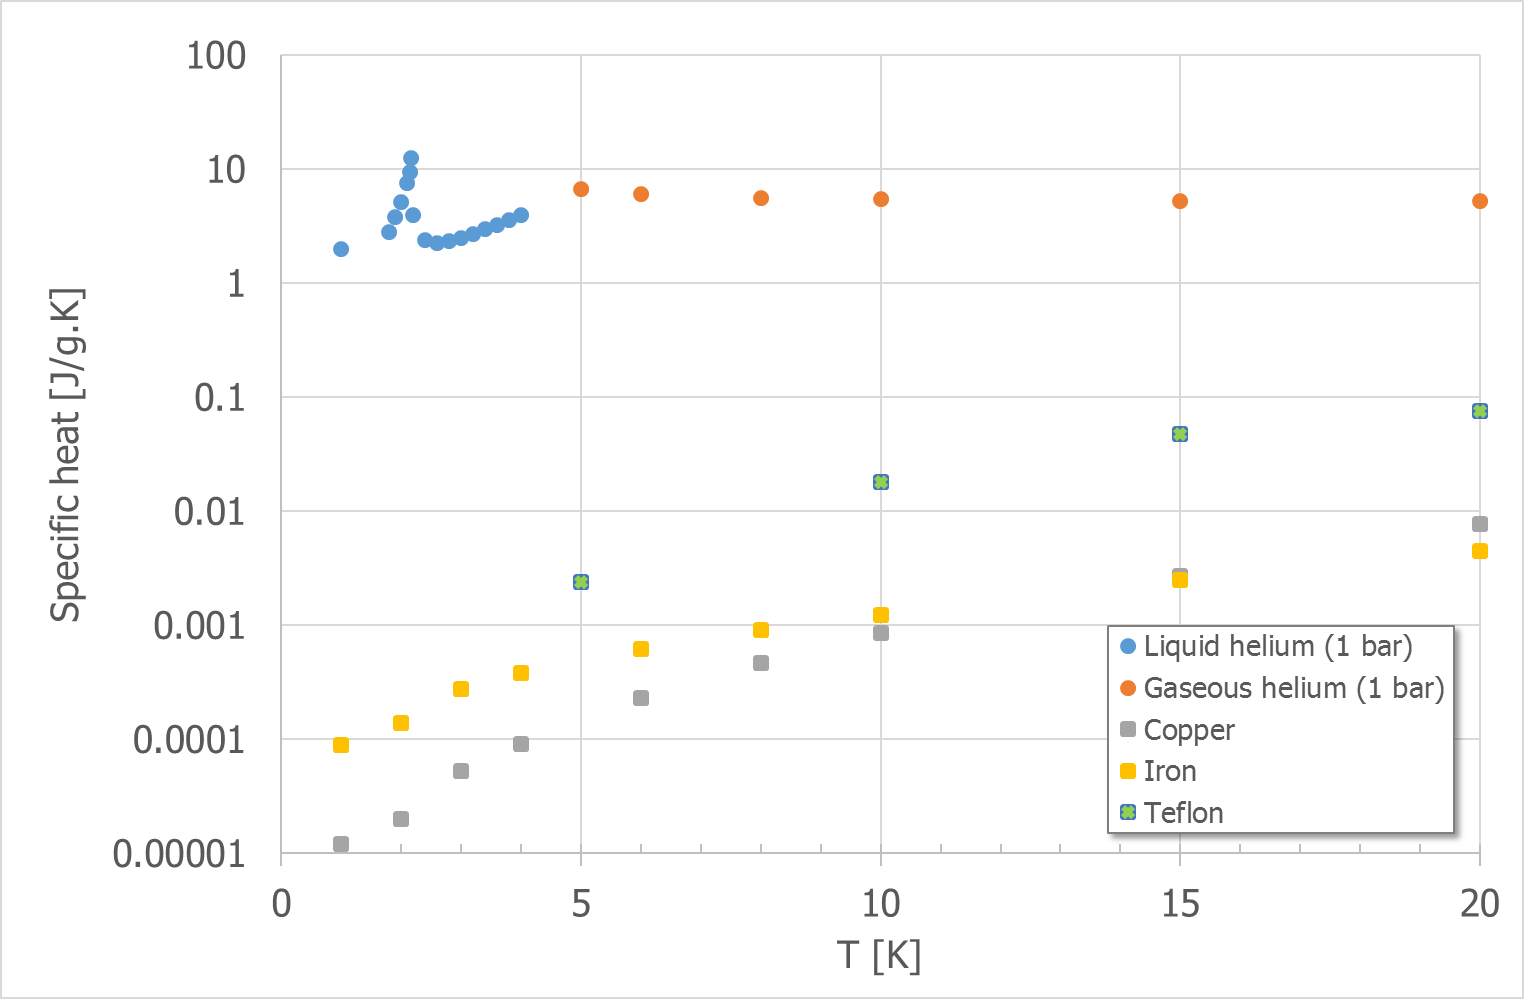 100
10
1
0.1
0.01
0.001
0.0001
0.00001
Specific heat [J/g.K]
0 5 10 15 20
T [K]
Liquid helium (1 bar)
Gaseous helium (1 bar)
Copper
Iron
Teflon